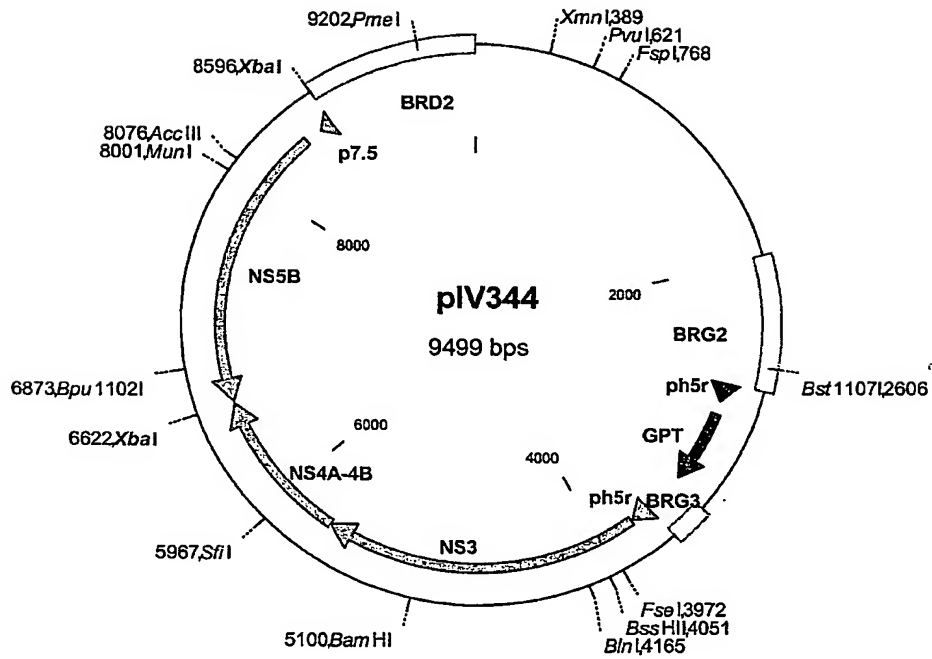 9202,PmeI
XmnI,389
PvuI,621
FspI,768
8596,XbaI
BRD2
8076,AccIII
8001,MunI
p7.5
8000
NS5B
pIV344
9499 bps
2000
BRG2
6873,Bpu1102I
ph5r
Bst1107I,2606
6622,XbaI
6000
GPT
4000
NS4A-4B
ph5r
BRG3
5967,SfiI
NS3
5100,BamHI
FseI,3972
BssHII,4051
BlnI,4165